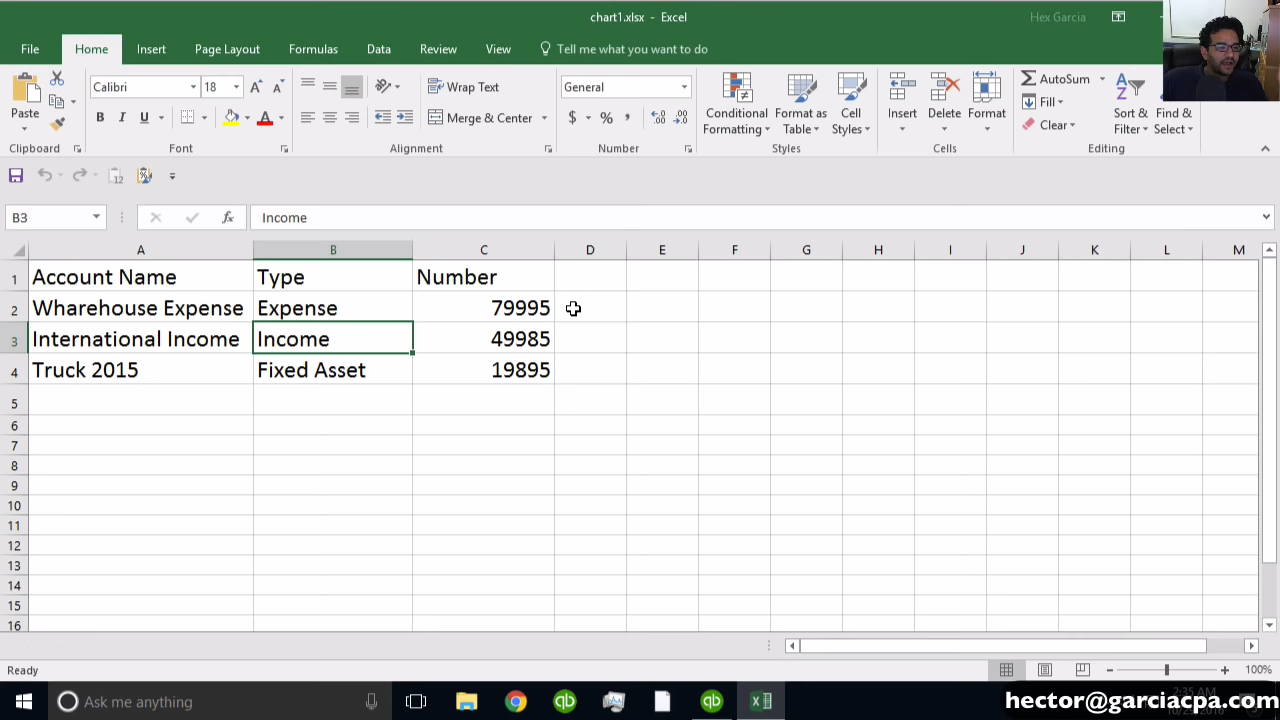 chart1.xlsx - Excel
Hex Garcia
File Home Insert Page Layout Formulas Data Review View Tell me what you want to do
Calibri 18 Wrap Text General AutoSum
Paste B I U Merge & Center $ % Conditional Formatting Format as Table Cell Styles Insert Delete Format Fill Clear Sort & Filter Find & Select
Clipboard Font Alignment Number Styles Cells Editing
12
B3 fx Income
A B C D E F G H I J K L M
1 Account Name Type Number
2 Wharehouse Expense Expense 79995
3 International Income Income 49985
4 Truck 2015 Fixed Asset 19895
5
6
7
8
9
10
11
12
13
14
15
16
Ready 100%
Ask me anything
hector@garciacpa.com